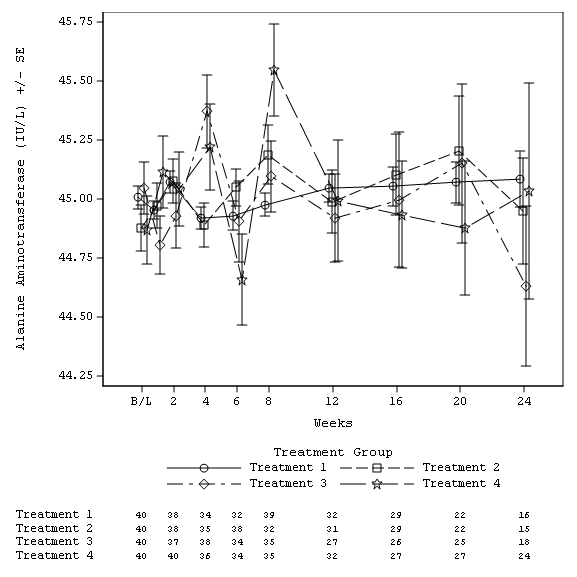 Alanine Aminotransferase (IU/L) +/- SE
45.75
45.50
45.25
45.00
44.75
44.50
44.25
B/L 2 4 6 8 12 16 20 24
Weeks
Treatment Group
Treatment 1 Treatment 2
Treatment 3 Treatment 4
Treatment 1 40 38 34 32 39 32 29 22 16
Treatment 2 40 38 35 38 32 31 29 22 15
Treatment 3 40 37 38 34 35 27 26 25 18
Treatment 4 40 40 36 34 35 32 27 27 24